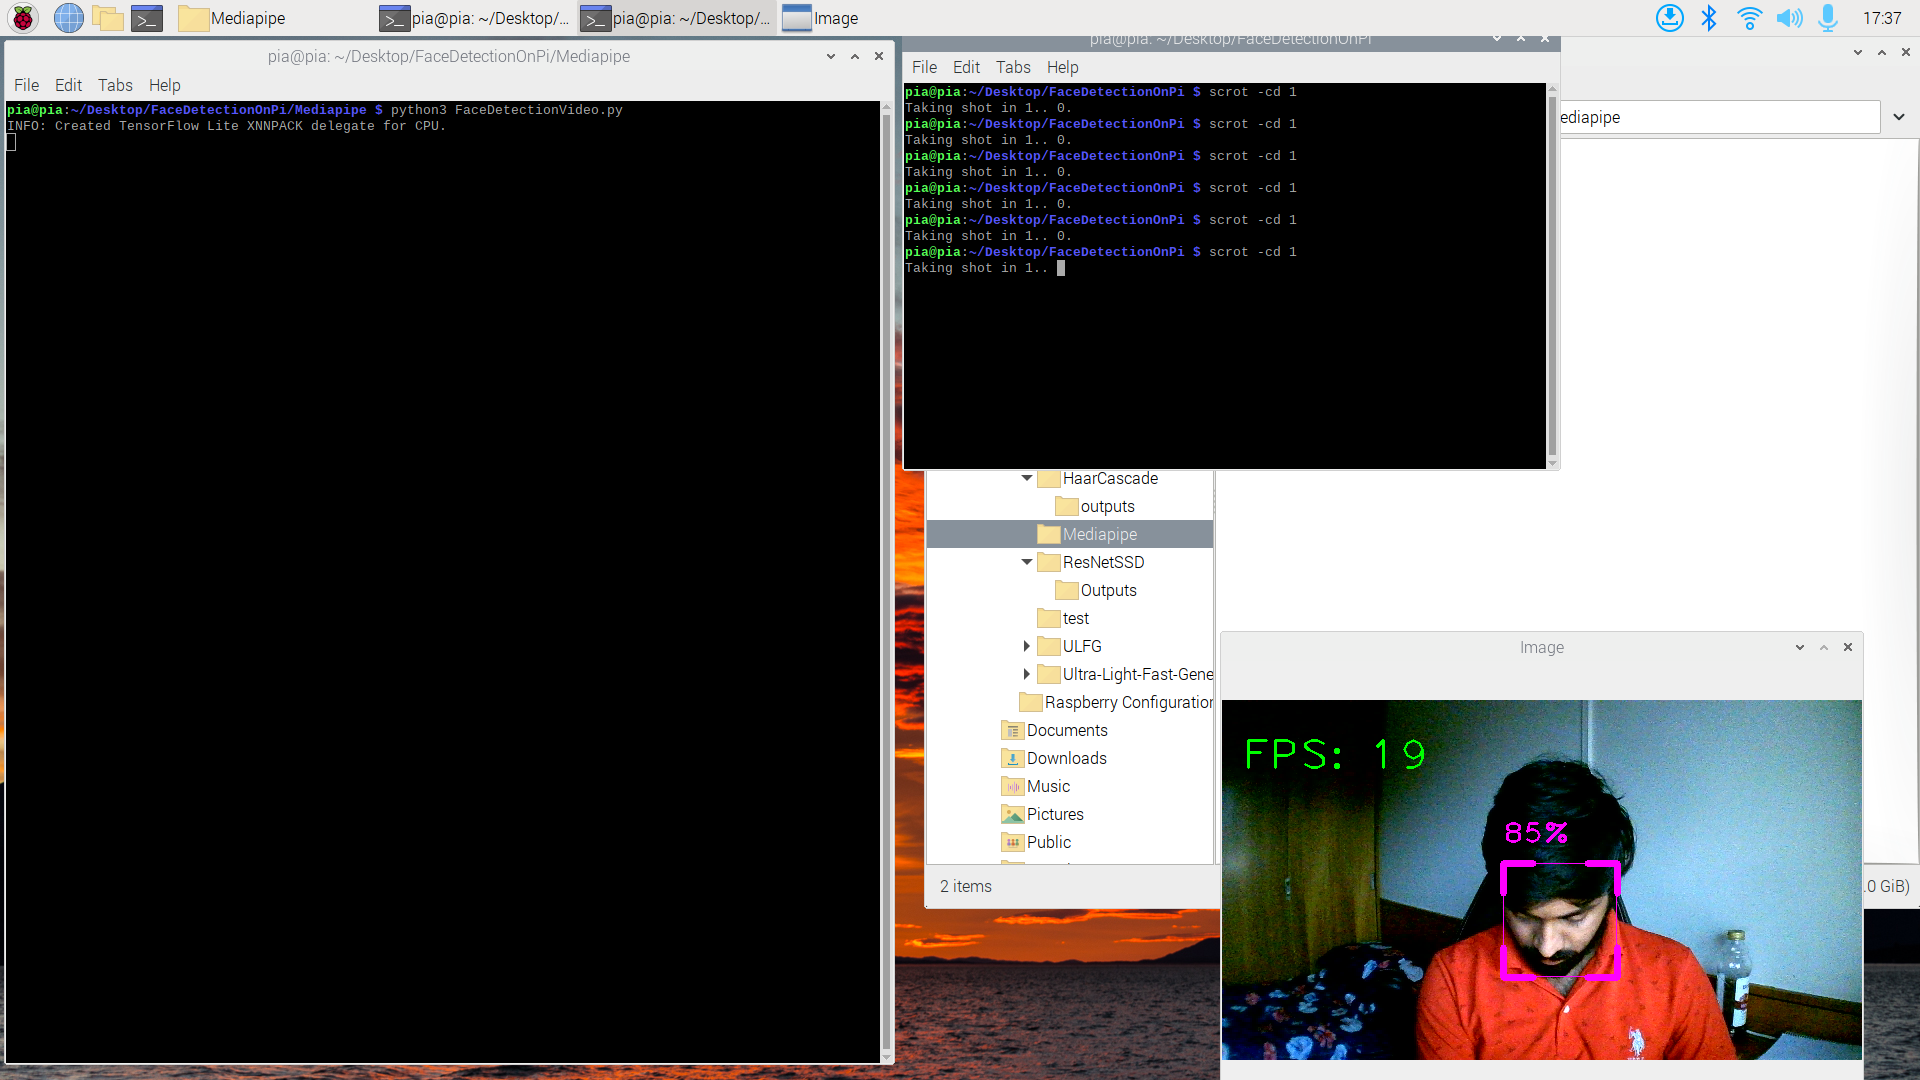 Mediapipe
pia@pia: ~/Desktop/...
pia@pia: ~/Desktop/...
Image
17:37
pia@pia: ~/Desktop/FaceDetectionOnPi/Mediapipe
File Edit Tabs Help
pia@pia:~/Desktop/FaceDetectionOnPi/Mediapipe $ python3 FaceDetectionVideo.py
INFO: Created TensorFlow Lite XNNPACK delegate for CPU.
pia@pia: ~/Desktop/FaceDetectionOnPi
File Edit Tabs Help
pia@pia:~/Desktop/FaceDetectionOnPi $ scrot -cd 1
Taking shot in 1.. 0.
pia@pia:~/Desktop/FaceDetectionOnPi $ scrot -cd 1
Taking shot in 1.. 0.
pia@pia:~/Desktop/FaceDetectionOnPi $ scrot -cd 1
Taking shot in 1.. 0.
pia@pia:~/Desktop/FaceDetectionOnPi $ scrot -cd 1
Taking shot in 1.. 0.
pia@pia:~/Desktop/FaceDetectionOnPi $ scrot -cd 1
Taking shot in 1.. 0.
pia@pia:~/Desktop/FaceDetectionOnPi $ scrot -cd 1
Taking shot in 1..
ediapipe
HaarCascade
outputs
Mediapipe
ResNetSSD
Outputs
test
ULFG
Ultra-Light-Fast-Gene
Raspberry Configuration
Documents
Downloads
Music
Pictures
Public
2 items
.0 GiB)
Image
FPS: 19
85%